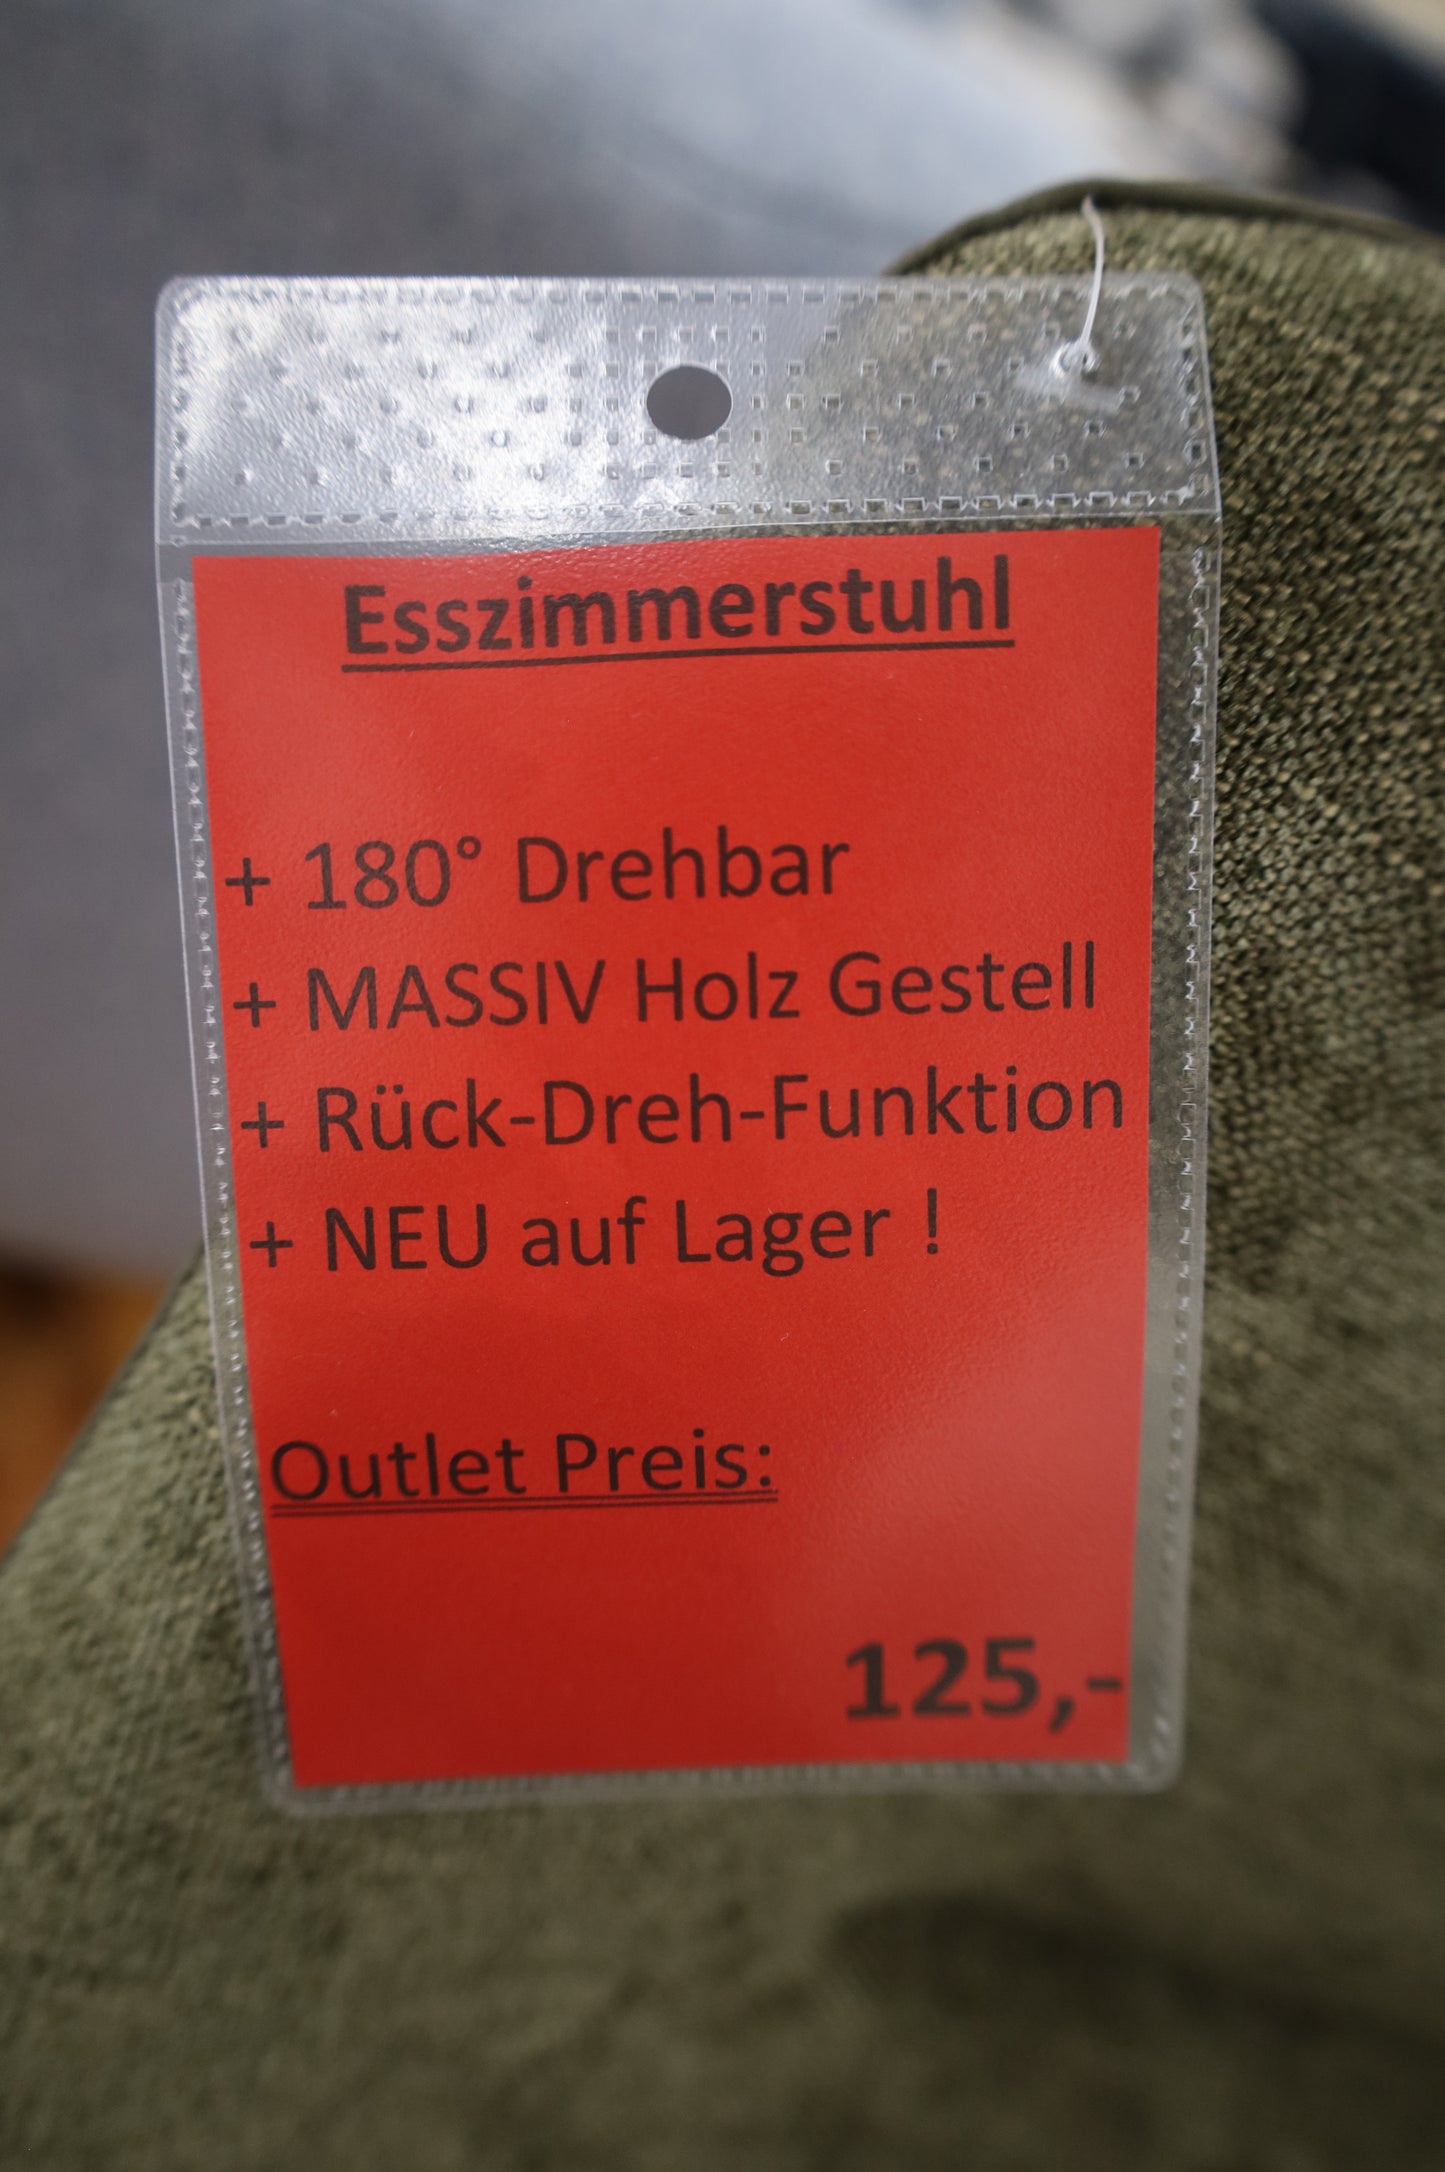 Esszimmerstuhl
+ 180° Drehbar
+ MASSIV Holz Gestell
+ Rück-Dreh-Funktion
+ NEU auf Lager !
Outlet Preis:
125,-